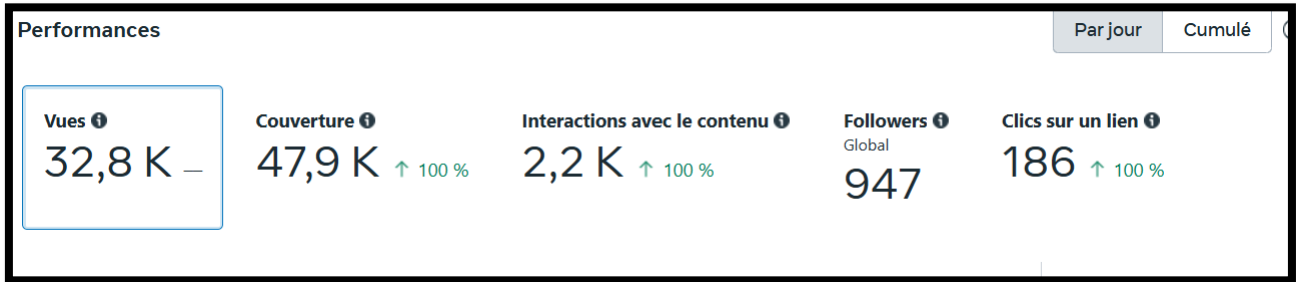 Performances
Par jour Cumulé
Vues
32,8 K –
Couverture
47,9 K ↑ 100 %
Interactions avec le contenu
2,2 K ↑ 100 %
Followers
Global
947
Clics sur un lien
186 ↑ 100 %